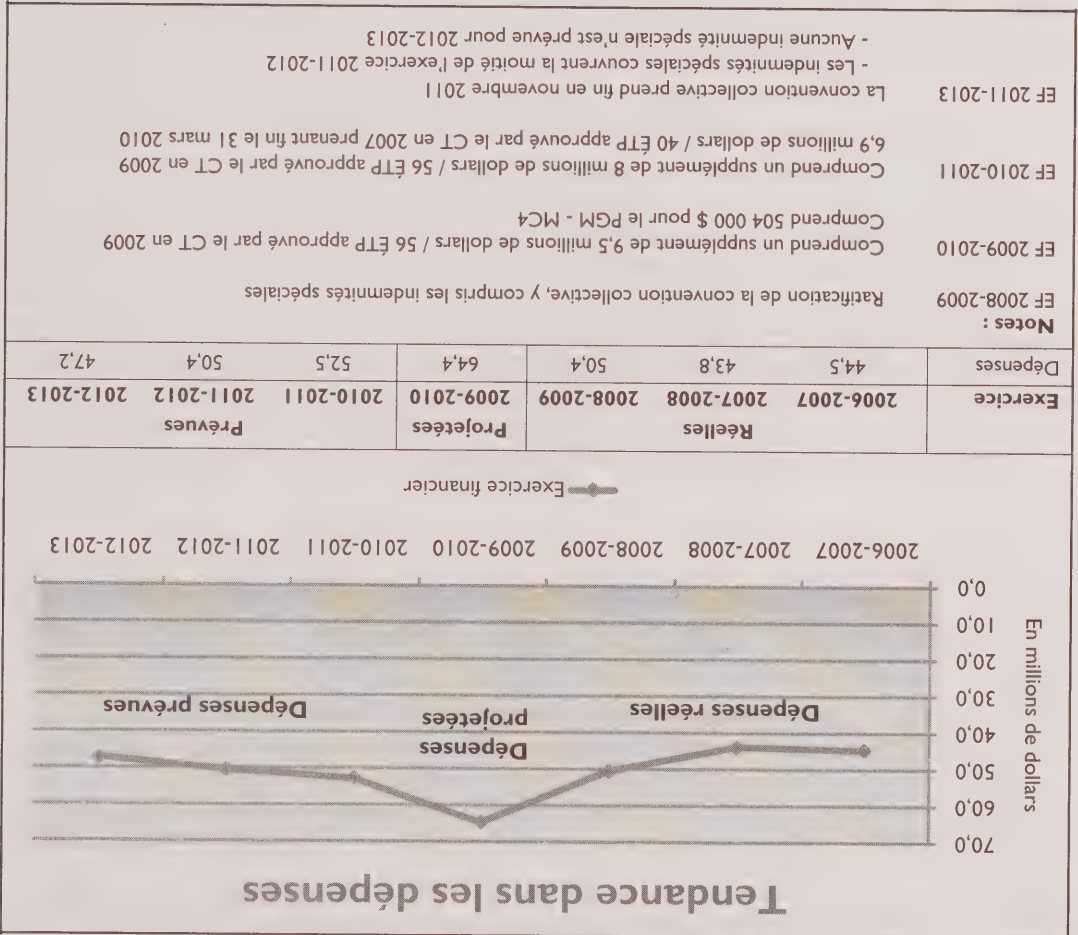 Tendance dans les dépenses
En millions de dollars
70,0
60,0
50,0
40,0
30,0
20,0
10,0
0,0
Dépenses réelles
Dépenses
projetées
Dépenses prévues
2006-2007 2007-2008 2008-2009 2009-2010 2010-2011 2011-2012 2012-2013
Exercice financier
Réelles Projetées Prévues
Exercice 2006-2007 2007-2008 2008-2009 2009-2010 2010-2011 2011-2012 2012-2013
Dépenses 44,5 43,8 50,4 64,4 52,5 50,4 47,2
Notes :
EF 2008-2009 Ratification de la convention collective, y compris les indemnités spéciales
EF 2009-2010 Comprend un supplément de 9,5 millions de dollars / 56 ÉTP approuvé par le CT en 2009
Comprend 504 000 $ pour le PGM - MC4
EF 2010-2011 Comprend un supplément de 8 millions de dollars / 56 ÉTP approuvé par le CT en 2009
6,9 millions de dollars / 40 ÉTP approuvé par le CT en 2007 prenant fin le 31 mars 2010
EF 2011-2013 La convention collective prend fin en novembre 2011
- Les indemnités spéciales couvrent la moitié de l'exercice 2011-2012
- Aucune indemnité spéciale n'est prévue pour 2012-2013